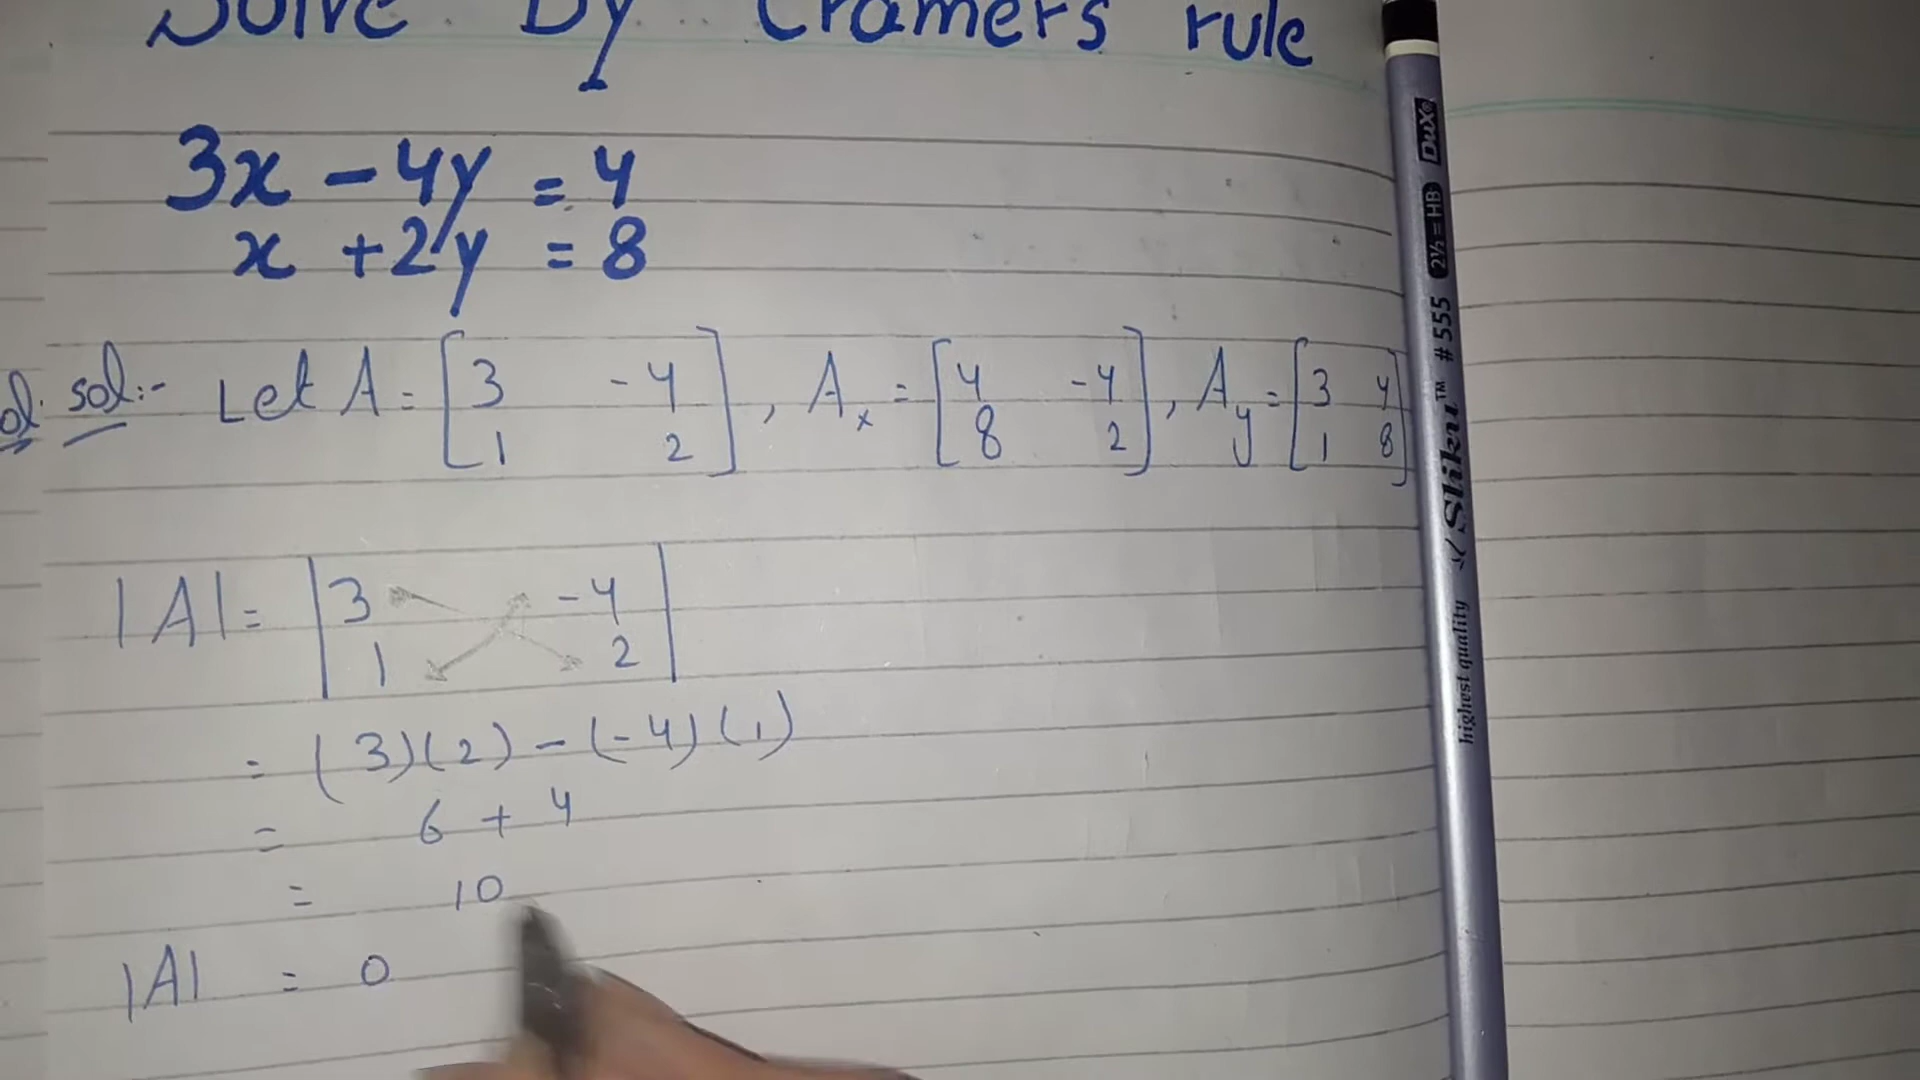 Solve By Cramers rule
3x - 4y = 4
x + 2y = 8
sol:- Let A = [3 -4 , Ax = [4 -4 , Ay = [3 4
1 2] 8 2] 1 8]
|A| = |3 -4|
|1 2|
= (3)(2) - (-4)(1)
= 6 + 4
= 10
|A| = 0
highest quality Sliku™ #555 2½ = HB DUX®